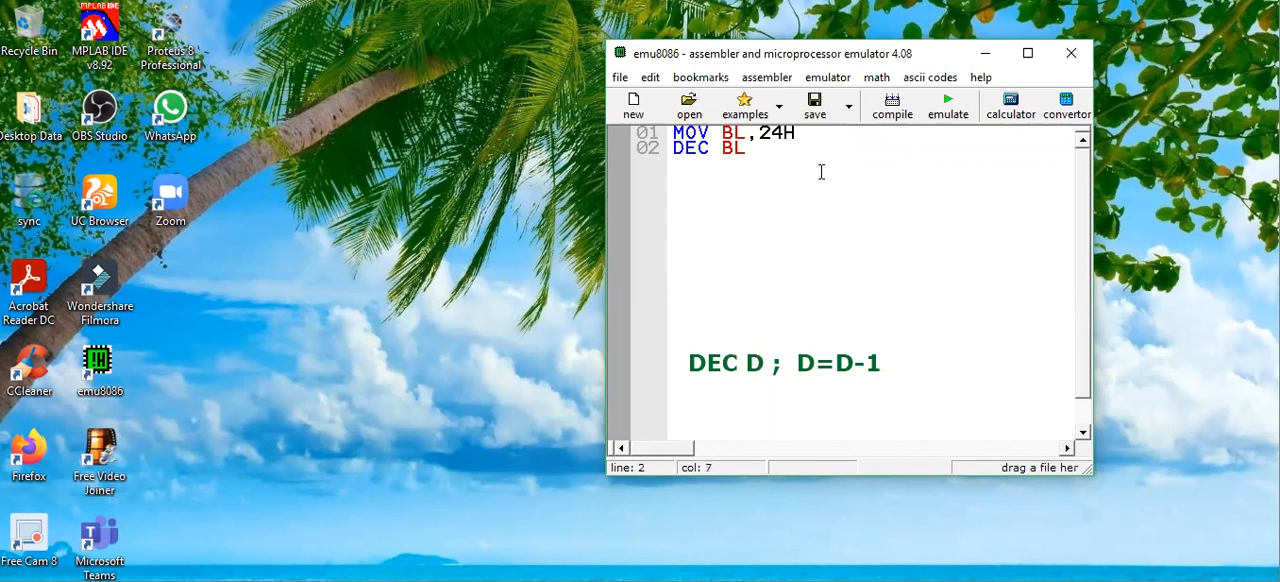 Recycle Bin
MPLAB IDE
MPLAB IDE
v8.92
Proteus 8
Professional
Desktop Data
OBS Studio
WhatsApp
sync
UC Browser
Zoom
Acrobat
Reader DC
Wondershare
Filmora
CCleaner
emu8086
Firefox
Free Video
Joiner
Free Cam 8
Microsoft
Teams
emu8086 - assembler and microprocessor emulator 4.08
file edit bookmarks assembler emulator math ascii codes help
new open examples save compile emulate calculator convertor
01 MOV BL,24H
02 DEC BL
DEC D ; D=D-1
line: 2 col: 7 drag a file her